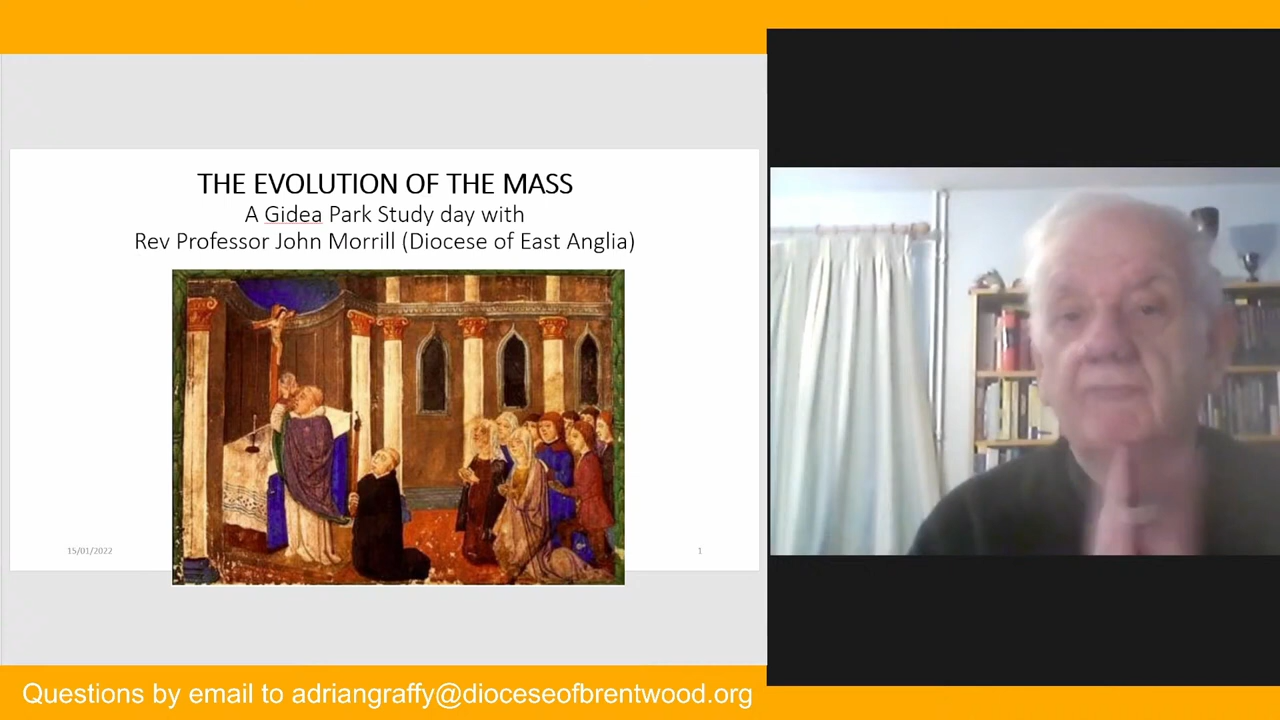 THE EVOLUTION OF THE MASS
A Gidea Park Study day with
Rev Professor John Morrill (Diocese of East Anglia)
15/01/2022
1
Questions by email to adriangraffy@dioceseofbrentwood.org